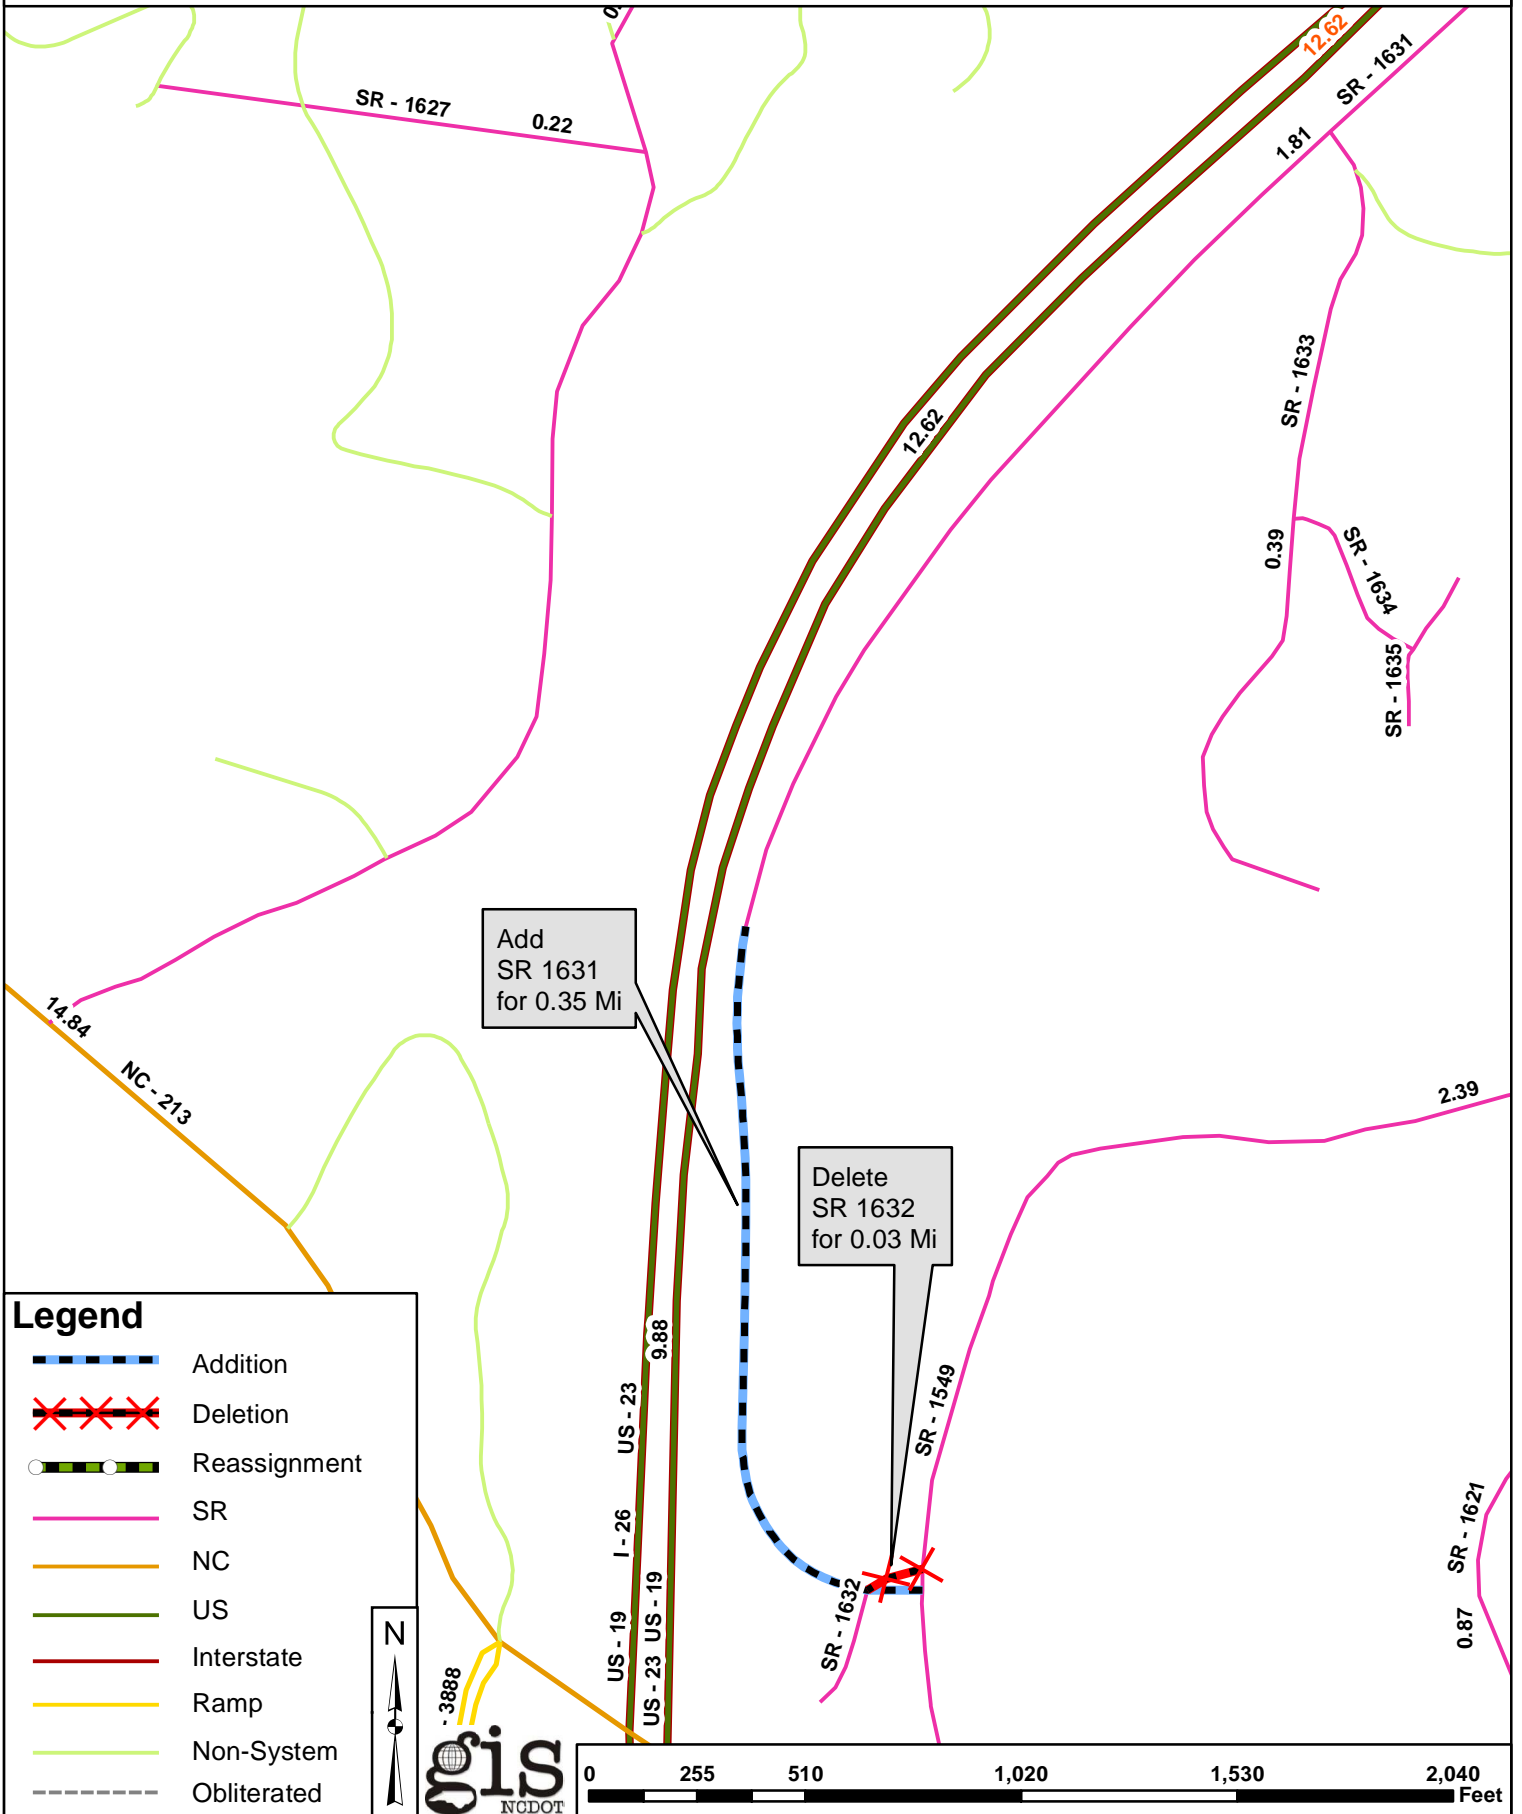 0.
12.62
SR - 1631
SR - 1627
0.22
1.81
SR - 1633
12.62
0.39
SR - 1634
SR - 1635
Add
SR 1631
for 0.35 Mi
14.84
NC - 213
2.39
Delete
SR 1632
for 0.03 Mi
9.88
US - 23
SR - 1549
I - 26
SR - 1621
US - 19
US - 19
SR - 1632
0.87
US - 23
- 3888
Legend
Addition
Deletion
Reassignment
SR
NC
US
Interstate
Ramp
Non-System
Obliterated
N
gis
NCDOT
0 255 510 1,020 1,530 2,040
Feet